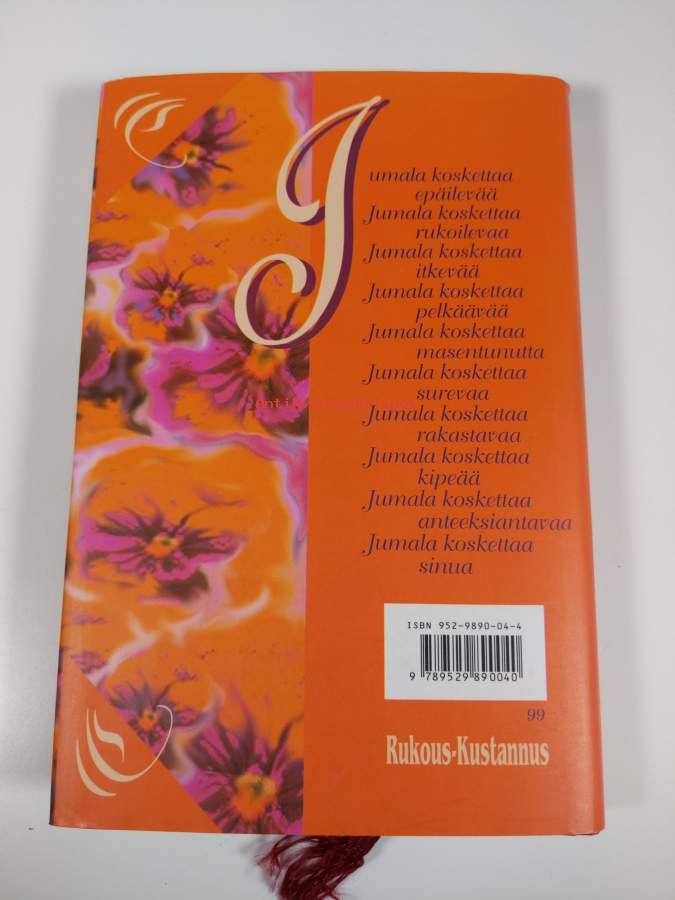 Jumala koskettaa
epäilevää
Jumala koskettaa
rukoilevaa
Jumala koskettaa
itkevää
Jumala koskettaa
pelkäävää
Jumala koskettaa
masentunutta
Jumala koskettaa
surevaa
Jumala koskettaa
rakastavaa
Jumala koskettaa
kipeää
Jumala koskettaa
anteeksiantavaa
Jumala koskettaa
sinua
ISBN 952-9890-04-4
9 789529 890040
99
Rukous-Kustannus